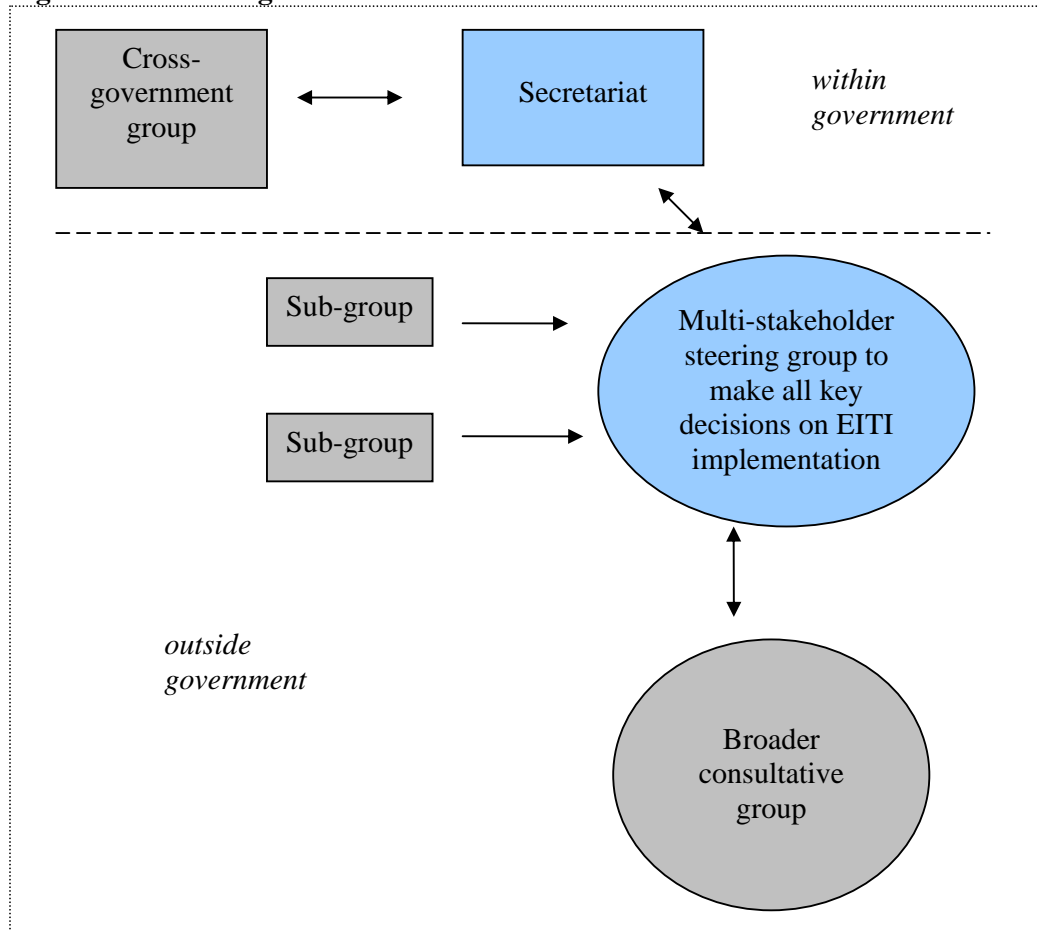 Cross-
government
group
Secretariat
within
government
Sub-group
Sub-group
Multi-stakeholder
steering group to
make all key
decisions on EITI
implementation
outside
government
Broader
consultative
group